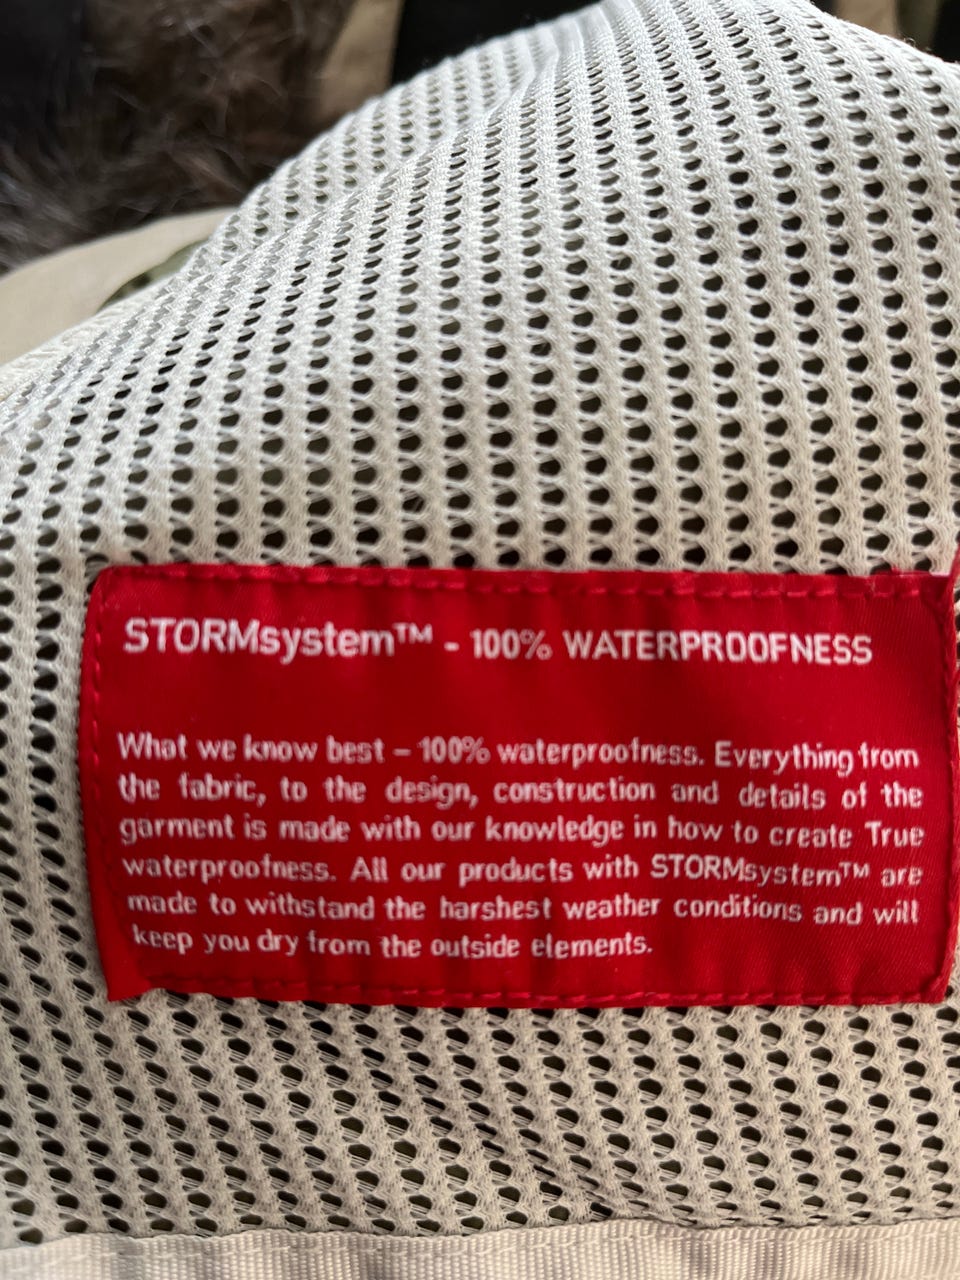 STORMsystem™ - 100% WATERPROOFNESS
What we know best – 100% waterproofness. Everything from
the fabric, to the design, construction and details of the
garment is made with our knowledge in how to create True
waterproofness. All our products with STORMsystem™ are
made to withstand the harshest weather conditions and will
keep you dry from the outside elements.